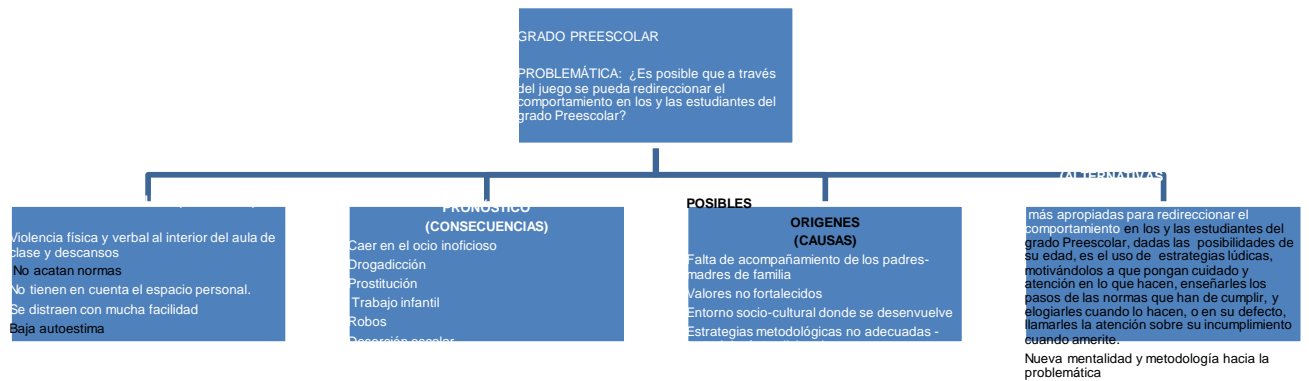 GRADO PREESCOLAR
PROBLEMÁTICA: ¿Es posible que a través
del juego se pueda redireccionar el
comportamiento en los y las estudiantes del
grado Preescolar?
Violencia física y verbal al interior del aula de
clase y descansos
No acatan normas
No tienen en cuenta el espacio personal.
Se distraen con mucha facilidad
Baja autoestima
PRONÓSTICO
(CONSECUENCIAS)
Caer en el ocio inoficioso
Drogadicción
Prostitución
Trabajo infantil
Robos
Deserción escolar
POSIBLES
ORIGENES
(CAUSAS)
Falta de acompañamiento de los padres-
madres de familia
Valores no fortalecidos
Entorno socio-cultural donde se desenvuelve
Estrategias metodológicas no adecuadas -
(ALTERNATIVAS
más apropiadas para redireccionar el
comportamiento en los y las estudiantes del
grado Preescolar, dadas las posibilidades de
su edad, es el uso de estrategias lúdicas,
motivándolos a que pongan cuidado y
atención en lo que hacen, enseñarles los
pasos de las normas que han de cumplir, y
elogiarles cuando lo hacen, o en su defecto,
llamarles la atención sobre su incumplimiento
cuando amerite.
Nueva mentalidad y metodología hacia la
problemática